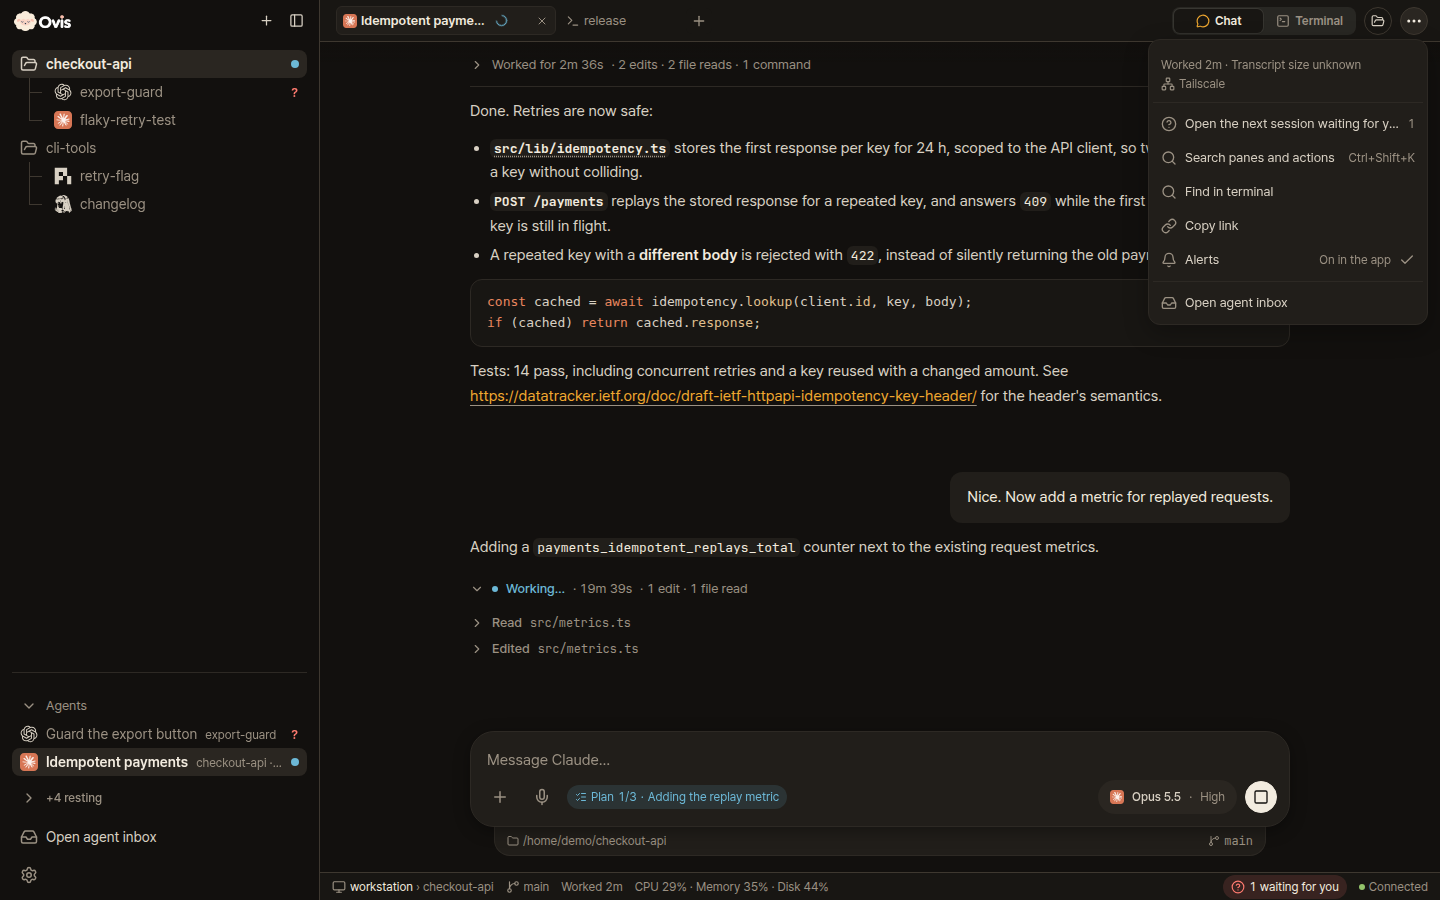 Ovis
checkout-api
export-guard ?
flaky-retry-test
cli-tools
retry-flag
changelog
Agents
Guard the export button export-guard ?
Idempotent payments checkout-api ·...
+4 resting
Open agent inbox
Idempotent payme...
release
Chat
Terminal
Worked for 2m 36s · 2 edits · 2 file reads · 1 command
Done. Retries are now safe:
src/lib/idempotency.ts stores the first response per key for 24 h, scoped to the API client, so
a key without colliding.
POST /payments replays the stored response for a repeated key, and answers 409 while the first
key is still in flight.
A repeated key with a different body is rejected with 422, instead of silently returning the old
const cached = await idempotency.lookup(client.id, key, body);
if (cached) return cached.response;
Tests: 14 pass, including concurrent retries and a key reused with a changed amount. See
https://datatracker.ietf.org/doc/draft-ietf-httpapi-idempotency-key-header/ for the header's semantics.
Nice. Now add a metric for replayed requests.
Adding a payments_idempotent_replays_total counter next to the existing request metrics.
Working... · 19m 39s · 1 edit · 1 file read
Read src/metrics.ts
Edited src/metrics.ts
Message Claude...
Plan 1/3 · Adding the replay metric
Opus 5.5 · High
/home/demo/checkout-api
main
Worked 2m · Transcript size unknown
Tailscale
Open the next session waiting for y... 1
Search panes and actions Ctrl+Shift+K
Find in terminal
Copy link
Alerts On in the app
Open agent inbox
workstation › checkout-api main Worked 2m CPU 29% · Memory 35% · Disk 44%
1 waiting for you
Connected